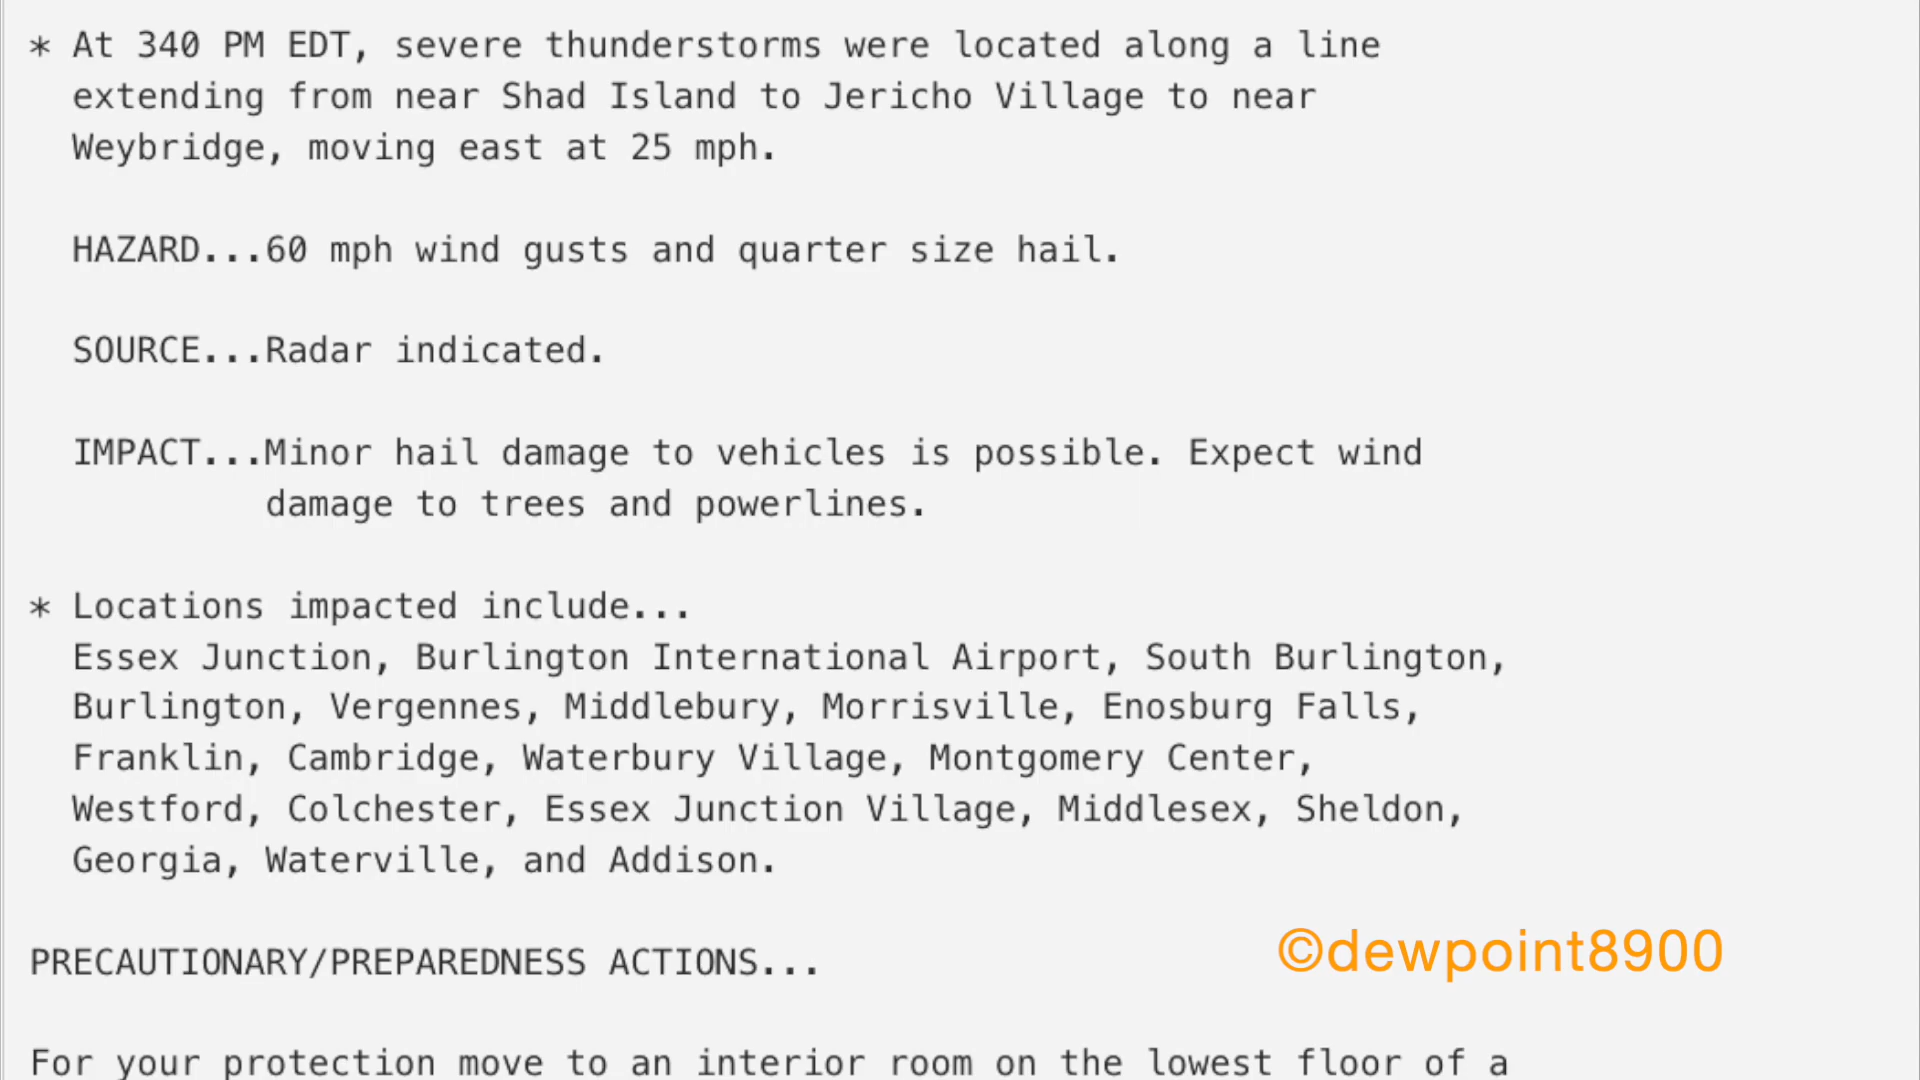 * At 340 PM EDT, severe thunderstorms were located along a line
extending from near Shad Island to Jericho Village to near
Weybridge, moving east at 25 mph.
HAZARD...60 mph wind gusts and quarter size hail.
SOURCE...Radar indicated.
IMPACT...Minor hail damage to vehicles is possible. Expect wind
damage to trees and powerlines.
* Locations impacted include...
Essex Junction, Burlington International Airport, South Burlington,
Burlington, Vergennes, Middlebury, Morrisville, Enosburg Falls,
Franklin, Cambridge, Waterbury Village, Montgomery Center,
Westford, Colchester, Essex Junction Village, Middlesex, Sheldon,
Georgia, Waterville, and Addison.
PRECAUTIONARY/PREPAREDNESS ACTIONS...
©dewpoint8900
For your protection move to an interior room on the lowest floor of a